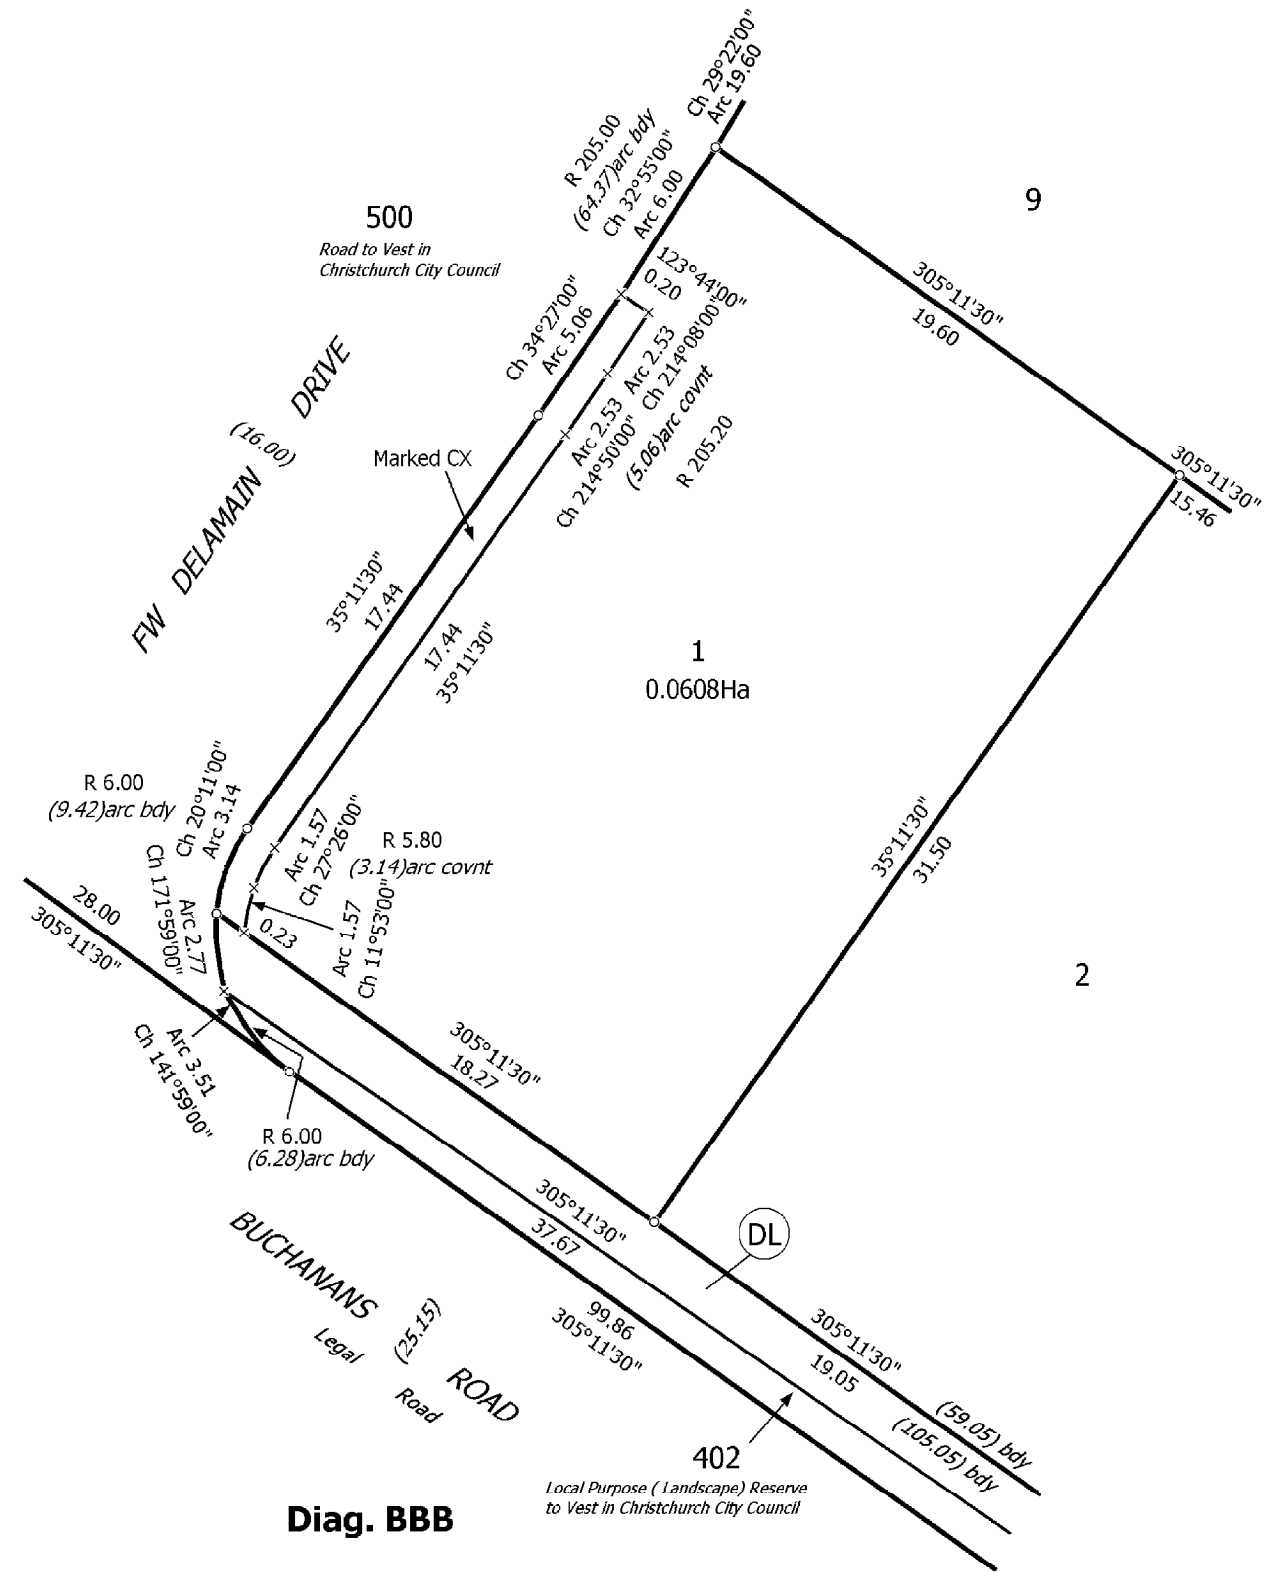 Ch 29°22'00"
Arc 19.60
R 205.00
(64.37)arc bdy
Ch 32°55'00"
Arc 6.00
9
500
Road to Vest in
Christchurch City Council
123°44'00"
0.20
305°11'30"
19.60
Ch 34°27'00"
Arc 5.06
Arc 2.53
Ch 214°08'00"
Arc 2.53
Ch 214°50'00"
(5.06)arc covnt
R 205.20
FW DELAMAIN DRIVE
(16.00)
Marked CX
305°11'30"
15.46
35°11'30"
17.44
17.44
35°11'30"
1
0.0608Ha
R 6.00
(9.42)arc bdy
Ch 20°11'00"
Arc 3.14
Arc 1.57
Ch 27°26'00"
R 5.80
(3.14)arc covnt
35°11'30"
31.50
28.00
305°11'30"
Arc 2.77
Ch 171°59'00"
0.23
Arc 1.57
Ch 11°53'00"
2
Arc 3.51
Ch 141°59'00"
305°11'30"
18.27
R 6.00
(6.28)arc bdy
305°11'30"
37.67
DL
BUCHANANS ROAD
Legal Road
(25.15)
99.86
305°11'30"
305°11'30"
19.05
(59.05) bdy
(105.05) bdy
402
Local Purpose ( Landscape) Reserve
to Vest in Christchurch City Council
Diag. BBB